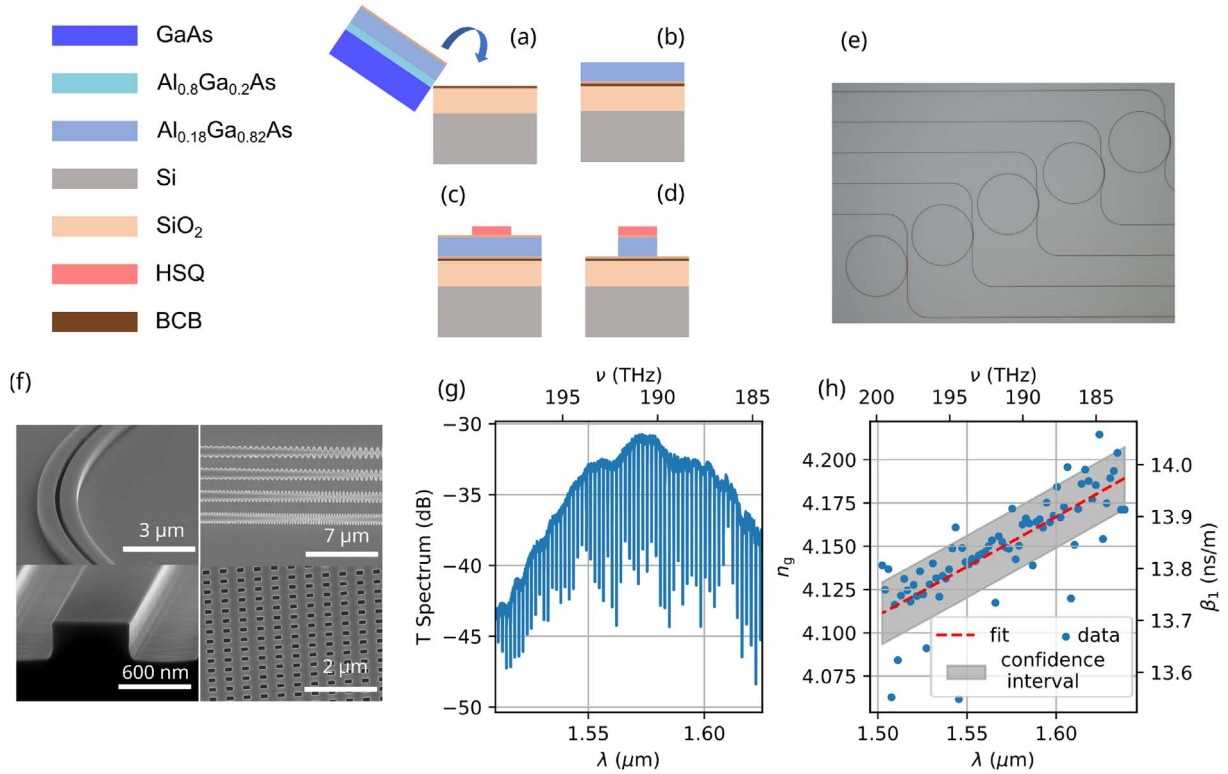 GaAs
Al0.8Ga0.2As
Al0.18Ga0.82As
Si
SiO2
HSQ
BCB
(a)
(b)
(c)
(d)
(e)
(f)
3 μm
7 μm
600 nm
2 μm
(g)
ν (THz)
195
190
185
−30
−35
−40
−45
−50
T Spectrum (dB)
1.55
1.60
λ (μm)
(h)
ν (THz)
200
195
190
185
4.200
4.175
4.150
4.125
4.100
4.075
ng
14.0
13.9
13.8
13.7
13.6
β1 (ns/m)
fit
data
confidence
interval
1.50
1.55
1.60
λ (μm)